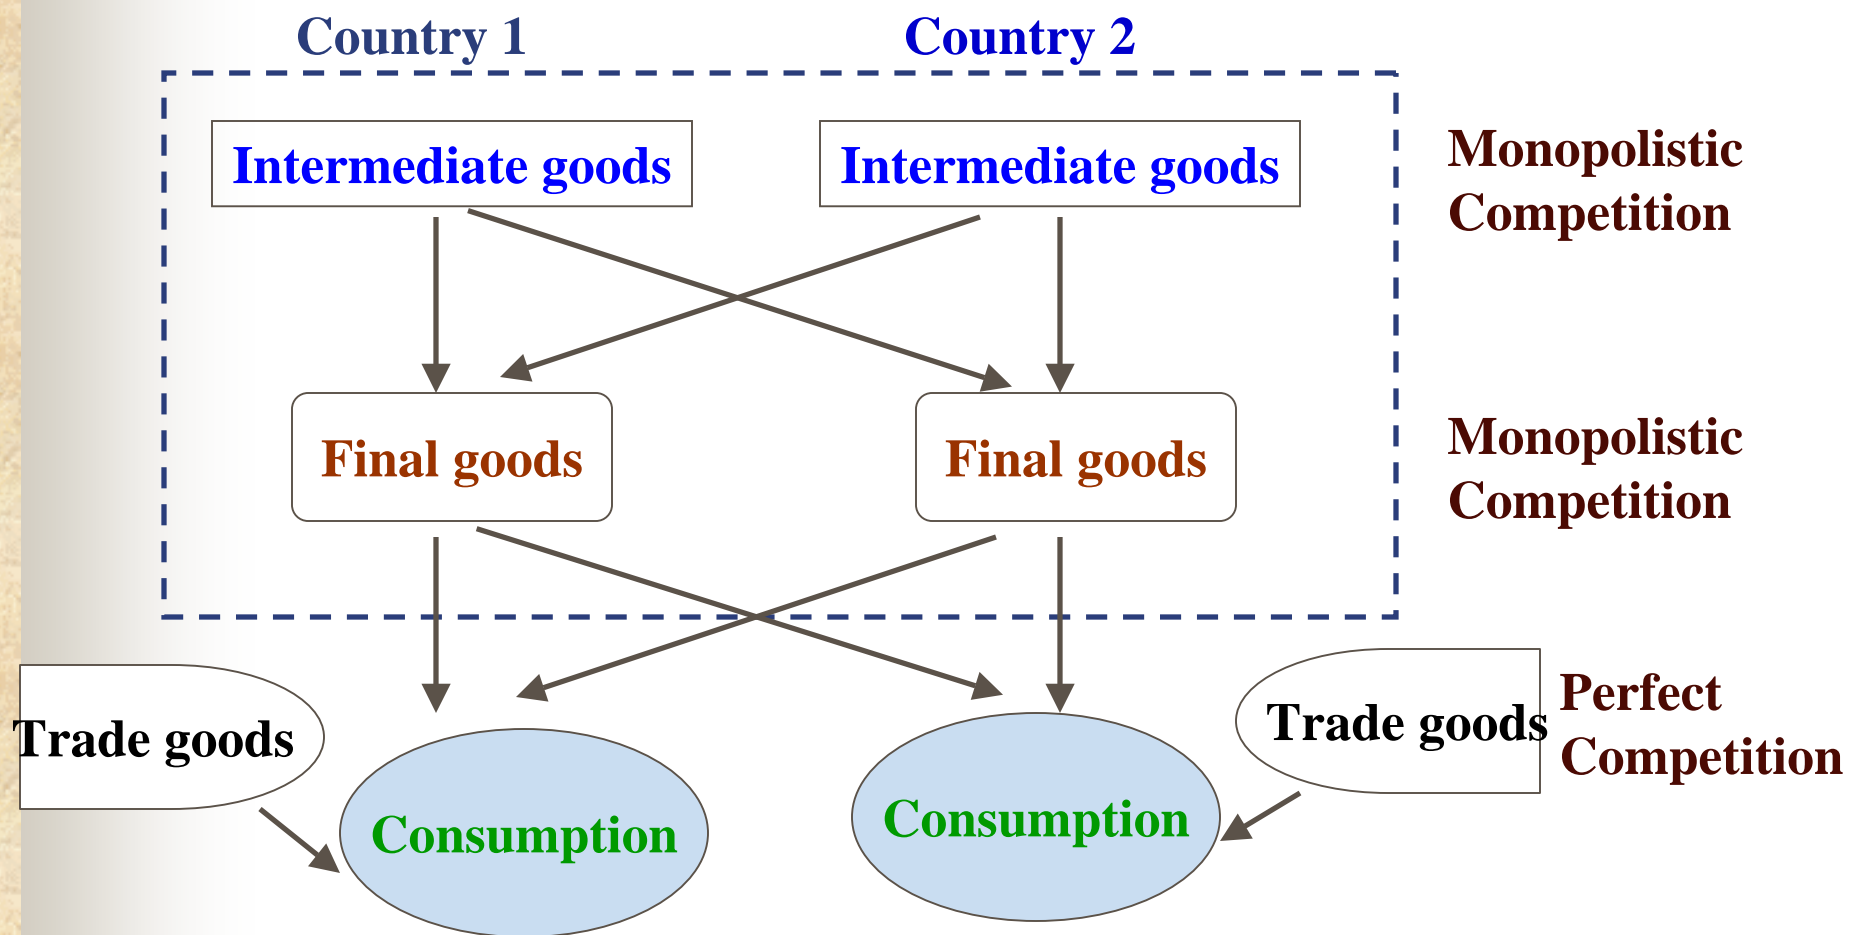 Country 1
Country 2
Intermediate goods
Intermediate goods
Monopolistic
Competition
Final goods
Final goods
Monopolistic
Competition
Trade goods
Trade goods
Perfect
Competition
Consumption
Consumption